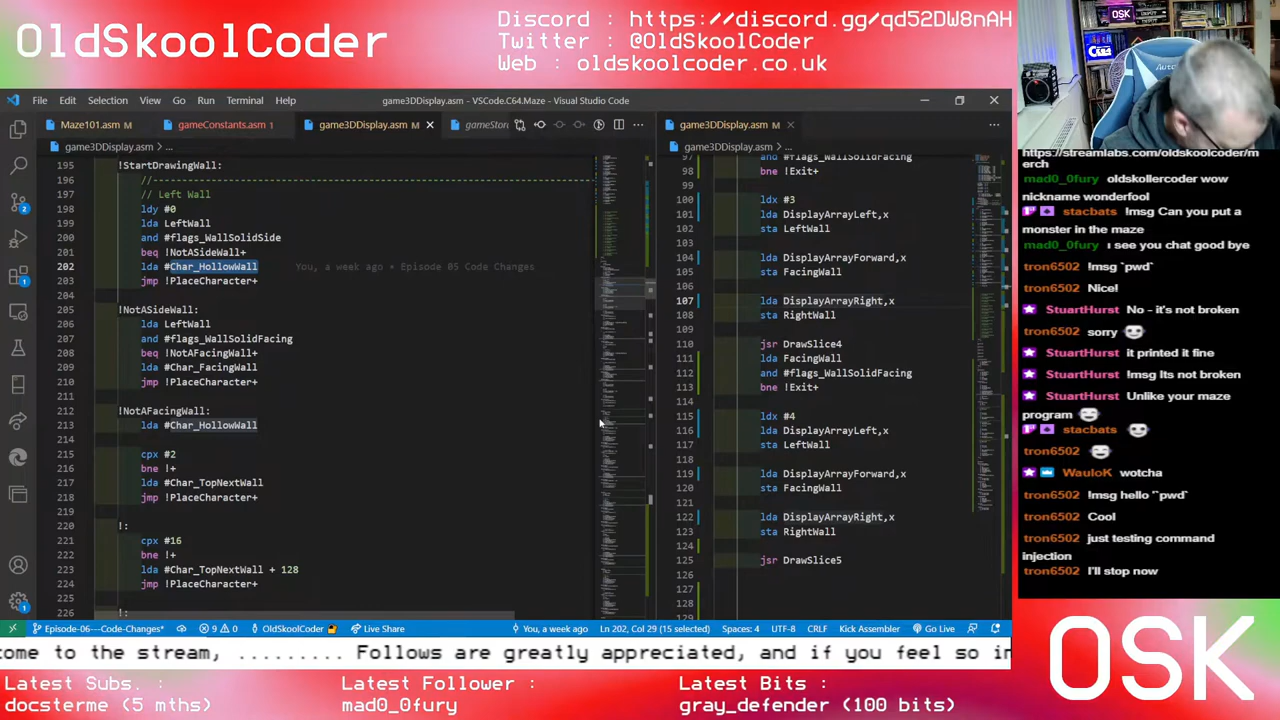 OldSkoolCoder
Discord : https://discord.gg/qd52DW8nAH
Twitter : @OldSkoolCoder
Web : oldskoolcoder.co.uk
File Edit Selection View Go Run Terminal Help
game3DDisplay.asm - VSCode.C64.Maze - Visual Studio Code
Maze101.asm M
gameConstants.asm 1
game3DDisplay.asm M
gameStor
game3DDisplay.asm M
game3DDisplay.asm > ...
game3DDisplay.asm > ...
195 !StartDrawingWall:
196 //
197 // Left Wall
198 ldy #0
199 lda LeftWall
200 and #flags_WallSolidSide
201 beq !NotASideWall+
202 lda #Char_HollowWall You, a week ago • Episode 05 Code Changes
203 jmp !PlaceCharacter+
204
205 !NotASideWall:
206 lda LeftWall
207 and #flags_WallSolidFacing
208 beq !NotAFacingWall+
209 lda #Char_FacingWall
210 jmp !PlaceCharacter+
211
212 !NotAFacingWall:
213 lda #Char_HollowWall
214
215 cpx #2
216 bne !+
217 lda #Char_TopNextWall
218 jmp !PlaceCharacter+
219
220 !:
221 cpx #16
222 bne !+
223 lda #Char_TopNextWall + 128
224 jmp !PlaceCharacter+
225
226 !:
97 and #flags_WallSolidFacing
98 bne !Exit+
99
100 ldx #3
101 lda DisplayArrayLeft,x
102 sta LeftWall
103
104 lda DisplayArrayForward,x
105 sta FacingWall
106
107 lda DisplayArrayRight,x
108 sta RightWall
109
110 jsr DrawSlice4
111 lda FacingWall
112 and #flags_WallSolidFacing
113 bne !Exit+
114
115 ldx #4
116 lda DisplayArrayLeft,x
117 sta LeftWall
118
119 lda DisplayArrayForward,x
120 sta FacingWall
121
122 lda DisplayArrayRight,x
123 sta RightWall
124
125 jsr DrawSlice5
126
127
128
Episode-06---Code-Changes* 9 0 OldSkoolCoder Live Share You, a week ago Ln 202, Col 29 (15 selected) Spaces: 4 UTF-8 CRLF Kick Assembler Go Live
https://streamlabs.com/oldskoolcoder/m
erch
mad0_0fury oldskollercoder wow
nickname wonderfool
stacbats !msg Can you put a
monster in the maze
mad0_0fury ı see you chat good bye
tron6502 !msg `pwd`
tron6502 Nice!
StuartHurst No - it's not broken
tron6502 sorry
StuartHurst it printed it fine
StuartHurst !msg Its not broken
StuartHurst Unlike your maze
program
stacbats
tron6502
WauloK wotcha
tron6502 !msg hello '`pwd`
tron6502 Cool
tron6502 just testing command
injection
tron6502 I'll stop now
come to the stream, ......... Follows are greatly appreciated, and if you feel so in
Latest Subs. :
docsterme (5 mths)
Latest Follower :
mad0_0fury
Latest Bits :
gray_defender (100 bits)
OSK